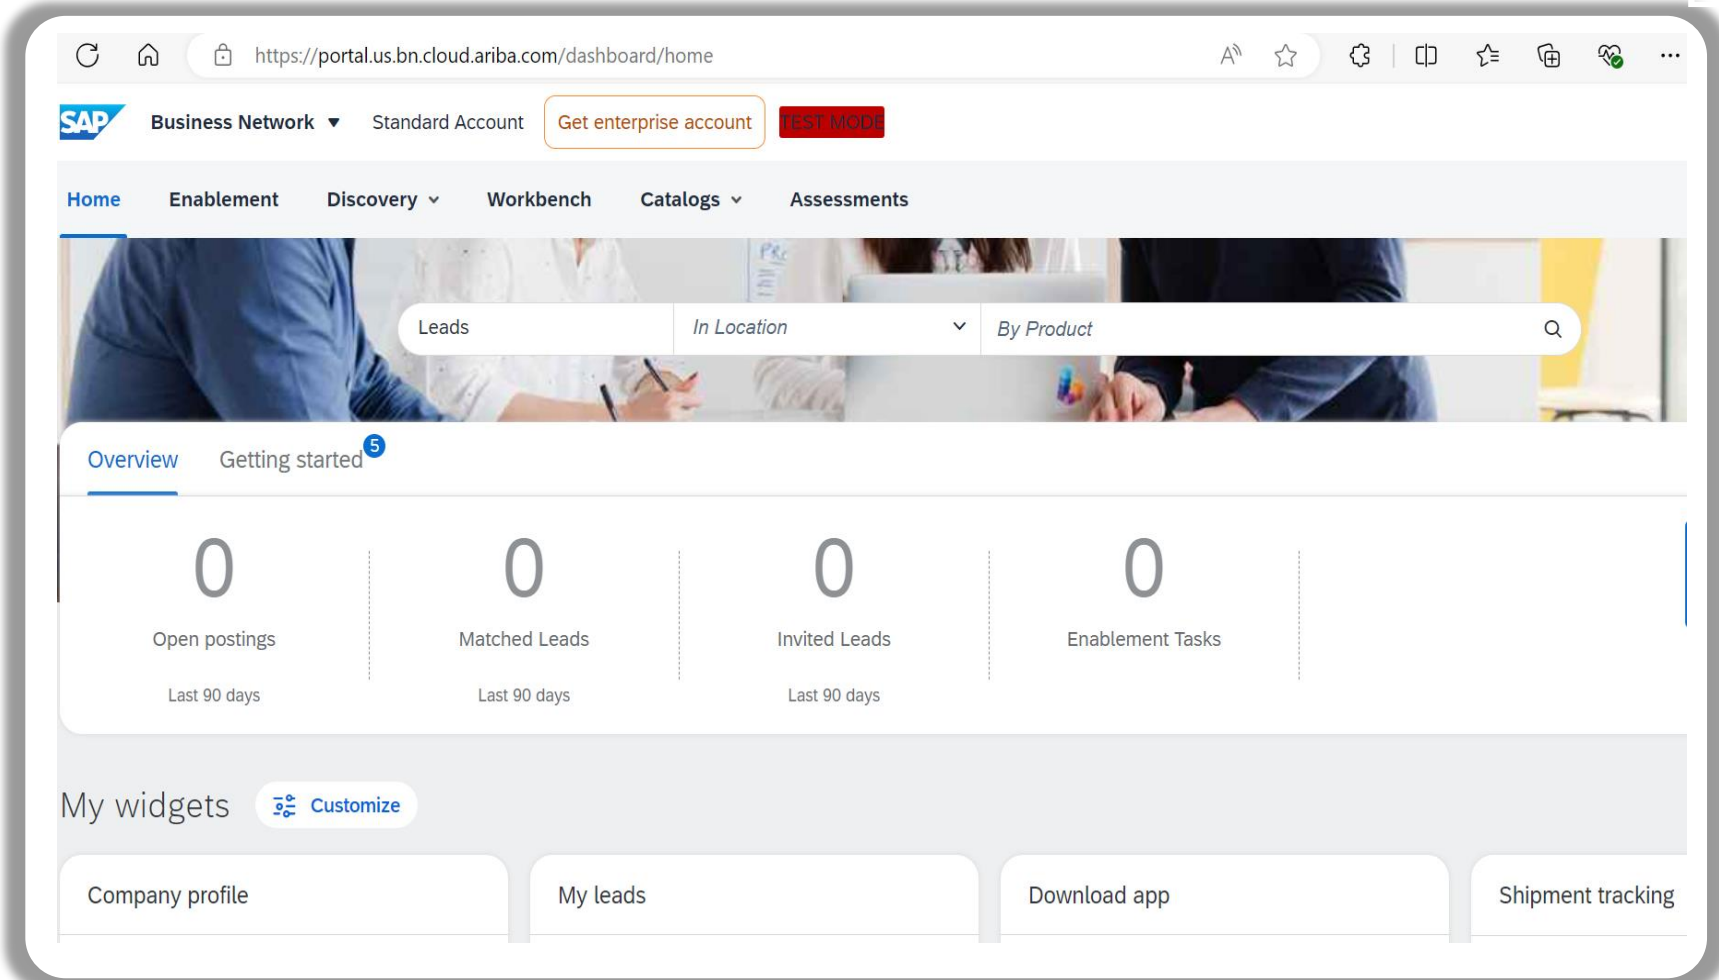 https://portal.us.bn.cloud.ariba.com/dashboard/home
SAP Business Network Standard Account Get enterprise account TEST MODE
Home Enablement Discovery Workbench Catalogs Assessments
Leads In Location By Product
Overview Getting started 5
0 0 0 0
Open postings Matched Leads Invited Leads Enablement Tasks
Last 90 days Last 90 days Last 90 days
My widgets Customize
Company profile My leads Download app Shipment tracking